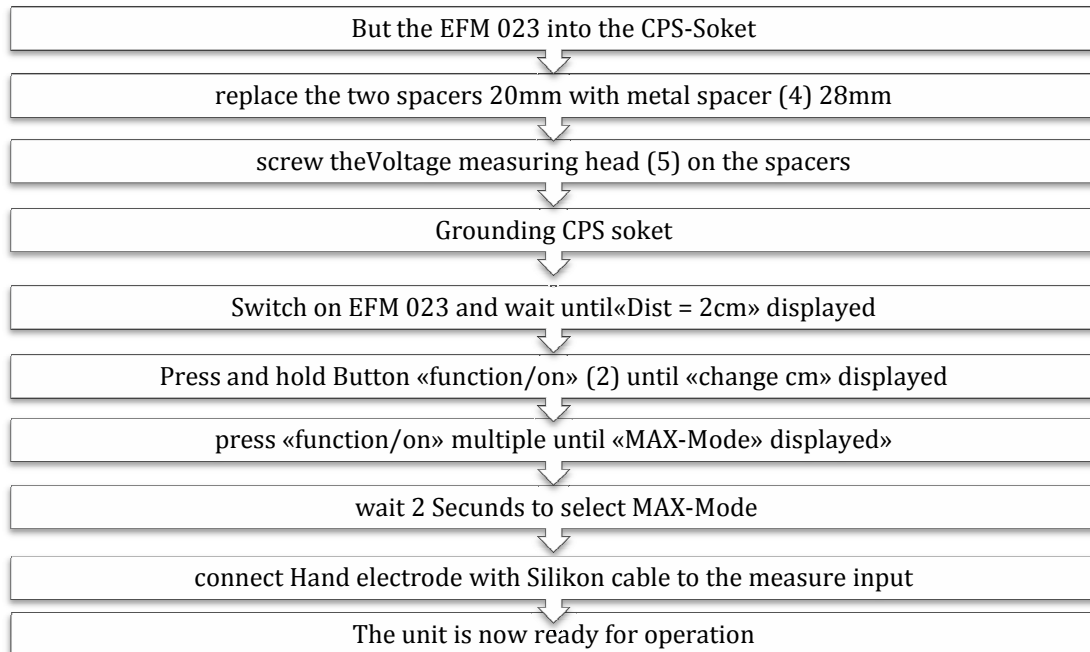 But the EFM 023 into the CPS-Soket
replace the two spacers 20mm with metal spacer (4) 28mm
screw theVoltage measuring head (5) on the spacers
Grounding CPS soket
Switch on EFM 023 and wait until«Dist = 2cm» displayed
Press and hold Button «function/on» (2) until «change cm» displayed
press «function/on» multiple until «MAX-Mode» displayed»
wait 2 Secunds to select MAX-Mode
connect Hand electrode with Silikon cable to the measure input
The unit is now ready for operation